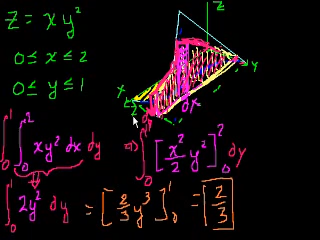 z = xy²
0 ≤ x ≤ 2
0 ≤ y ≤ 1
z
y
x
2
dx
∫₀¹ ∫₀² xy² dx dy ⇒ ∫₀¹ [x²/2 y²]₀² dy
∫₀¹ 2y² dy = [2/3 y³]₀¹ = 2/3